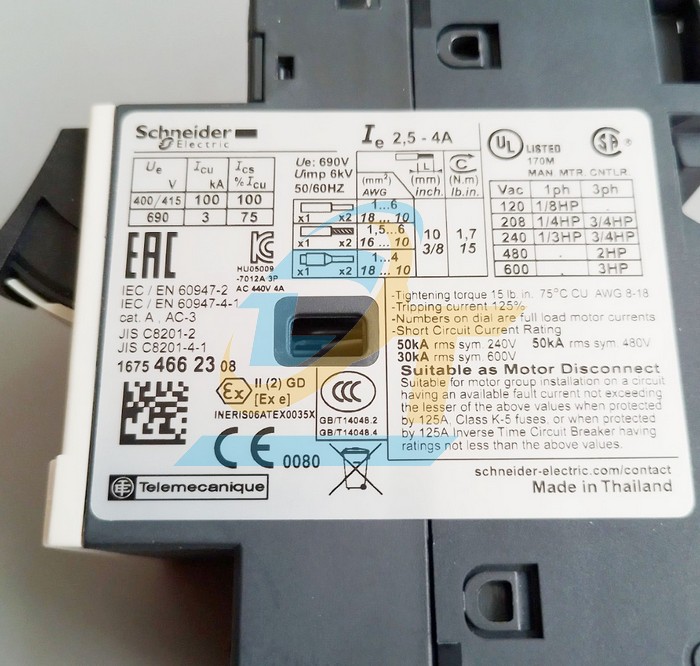 Schneider
Electric
Ie 2,5 - 4A
UL LISTED
170M
MAN. MTR. CNTLR.
SA ®
Ue V Icu kA Ics % Icu
400 / 415 100 100
690 3 75
Ue: 690V
Uimp 6kV
50/60HZ
(mm²) AWG L (mm) inch. C (N.m) lb.in.
x1 x2 1...6 18 ... 10
x1 x2 1,5...6 16 ... 10
x1 x2 1...4 18 ... 10
10 3/8
1,7 15
Vac 1ph 3ph
120 1/8HP
208 1/4HP 3/4HP
240 1/3HP 3/4HP
480 2HP
600 3HP
EAC
HU05009
-7012A 3P
AC 440V 4A
IEC / EN 60947-2
IEC / EN 60947-4-1
cat. A , AC-3
JIS C8201-2
JIS C8201-4-1
1675 466 23 08
-Tightening torque 15 lb. in. 75°C CU AWG 8-18
-Tripping current 125%
-Numbers on dial are full load motor currents
-Short Circuit Current Rating
50kA rms sym. 240V 50kA rms sym. 480V
30kA rms sym. 600V
Suitable as Motor Disconnect
Suitable for motor group installation on a circuit
having an available fault current not exceeding
the lesser of the above values when protected
by 125A, Class K-5 fuses, or when protected
by 125A Inverse Time Circuit Breaker having
ratings not less than the above values.
Ex II (2) GD
[Ex e]
INERIS06ATEX0035X
CCC
GB/T14048.2
GB/T14048.4
CE 0080
Telemecanique
schneider-electric.com/contact
Made in Thailand